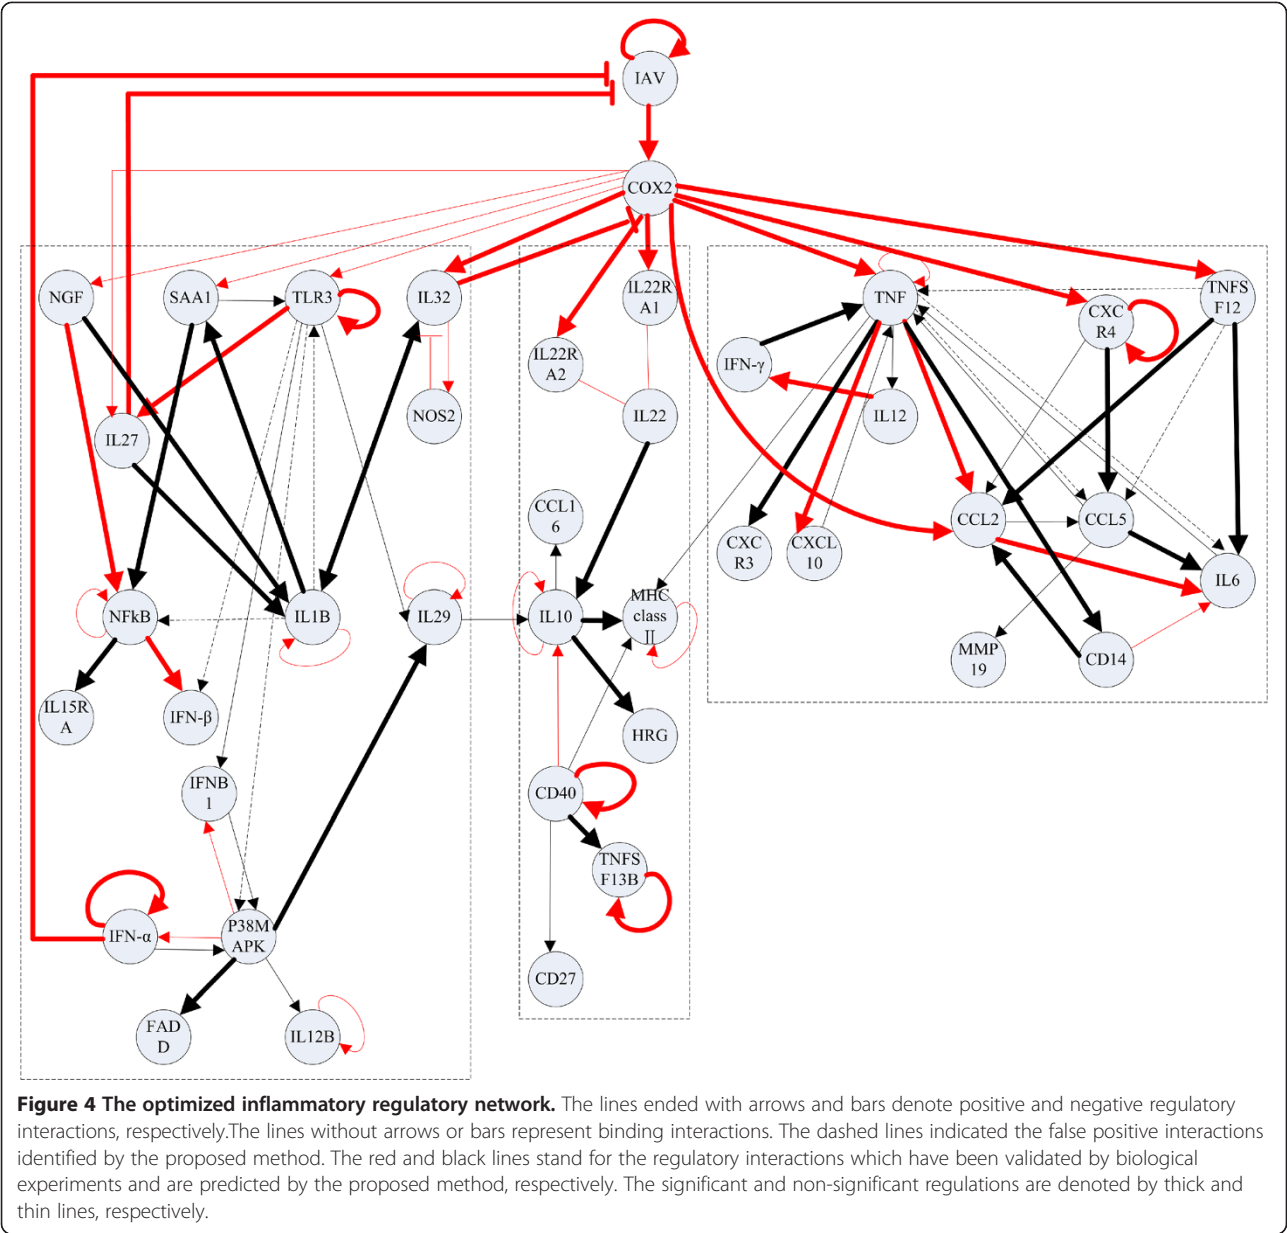 IAV
COX2
NGF
SAA1
TLR3
IL32
IL22R
A1
TNF
TNFS
F12
CXC
R4
IL22R
A2
IFN-γ
NOS2
IL22
IL12
IL27
CCL1
6
CCL2
CCL5
CXC
R3
CXCL
10
IL6
NFkB
IL1B
IL29
IL10
MHC
class
II
MMP
19
CD14
IL15R
A
IFN-β
HRG
IFNB
1
CD40
TNFS
F13B
IFN-α
P38M
APK
CD27
FAD
D
IL12B
Figure 4 The optimized inflammatory regulatory network. The lines ended with arrows and bars denote positive and negative regulatory
interactions, respectively.The lines without arrows or bars represent binding interactions. The dashed lines indicated the false positive interactions
identified by the proposed method. The red and black lines stand for the regulatory interactions which have been validated by biological
experiments and are predicted by the proposed method, respectively. The significant and non-significant regulations are denoted by thick and
thin lines, respectively.